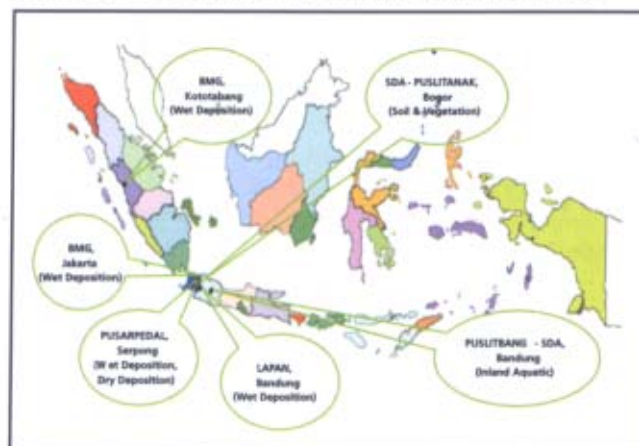 BMG,
Kototabang
(Wet Deposition)
SDA - PUSLITANAK,
Bogor
(Soil & Vegetation)
BMG,
Jakarta
(Wet Deposition)
PUSARPEDAL,
Serpong
(W et Deposition,
Dry Deposition)
LAPAN,
Bandung
(Wet Deposition)
PUSLITBANG - SDA,
Bandung
(Inland Aquatic)